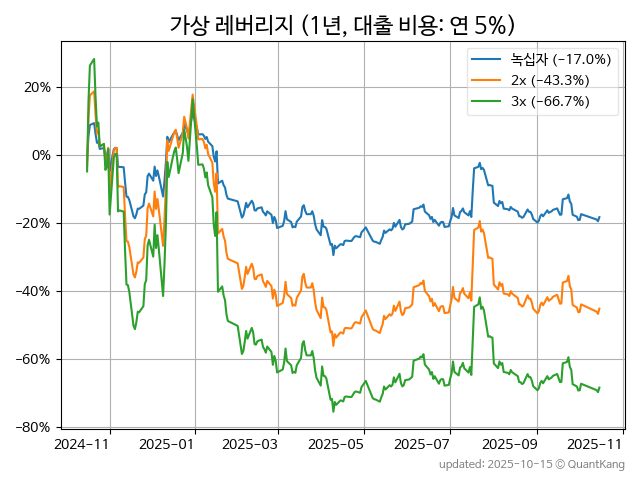 가상 레버리지 (1년, 대출 비용: 연 5%)
녹십자 (−17.0%)
2x (−43.3%)
3x (−66.7%)
20%
0%
−20%
−40%
−60%
−80%
2024−11 2025−01 2025−03 2025−05 2025−07 2025−09 2025−11
updated: 2025-10-15 © QuantKang